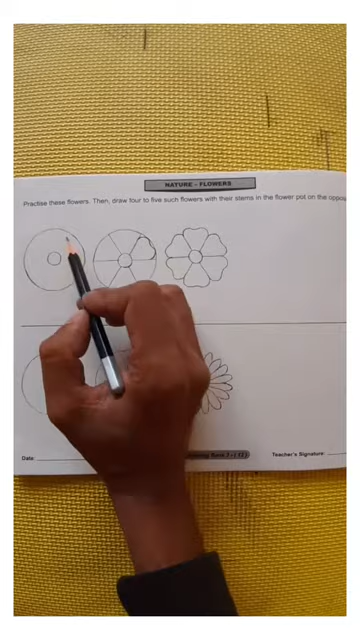 NATURE - FLOWERS
Practise these flowers. Then, draw four to five such flowers with their stems in the flower pot on the oppos
Date:
Teacher's Signature: